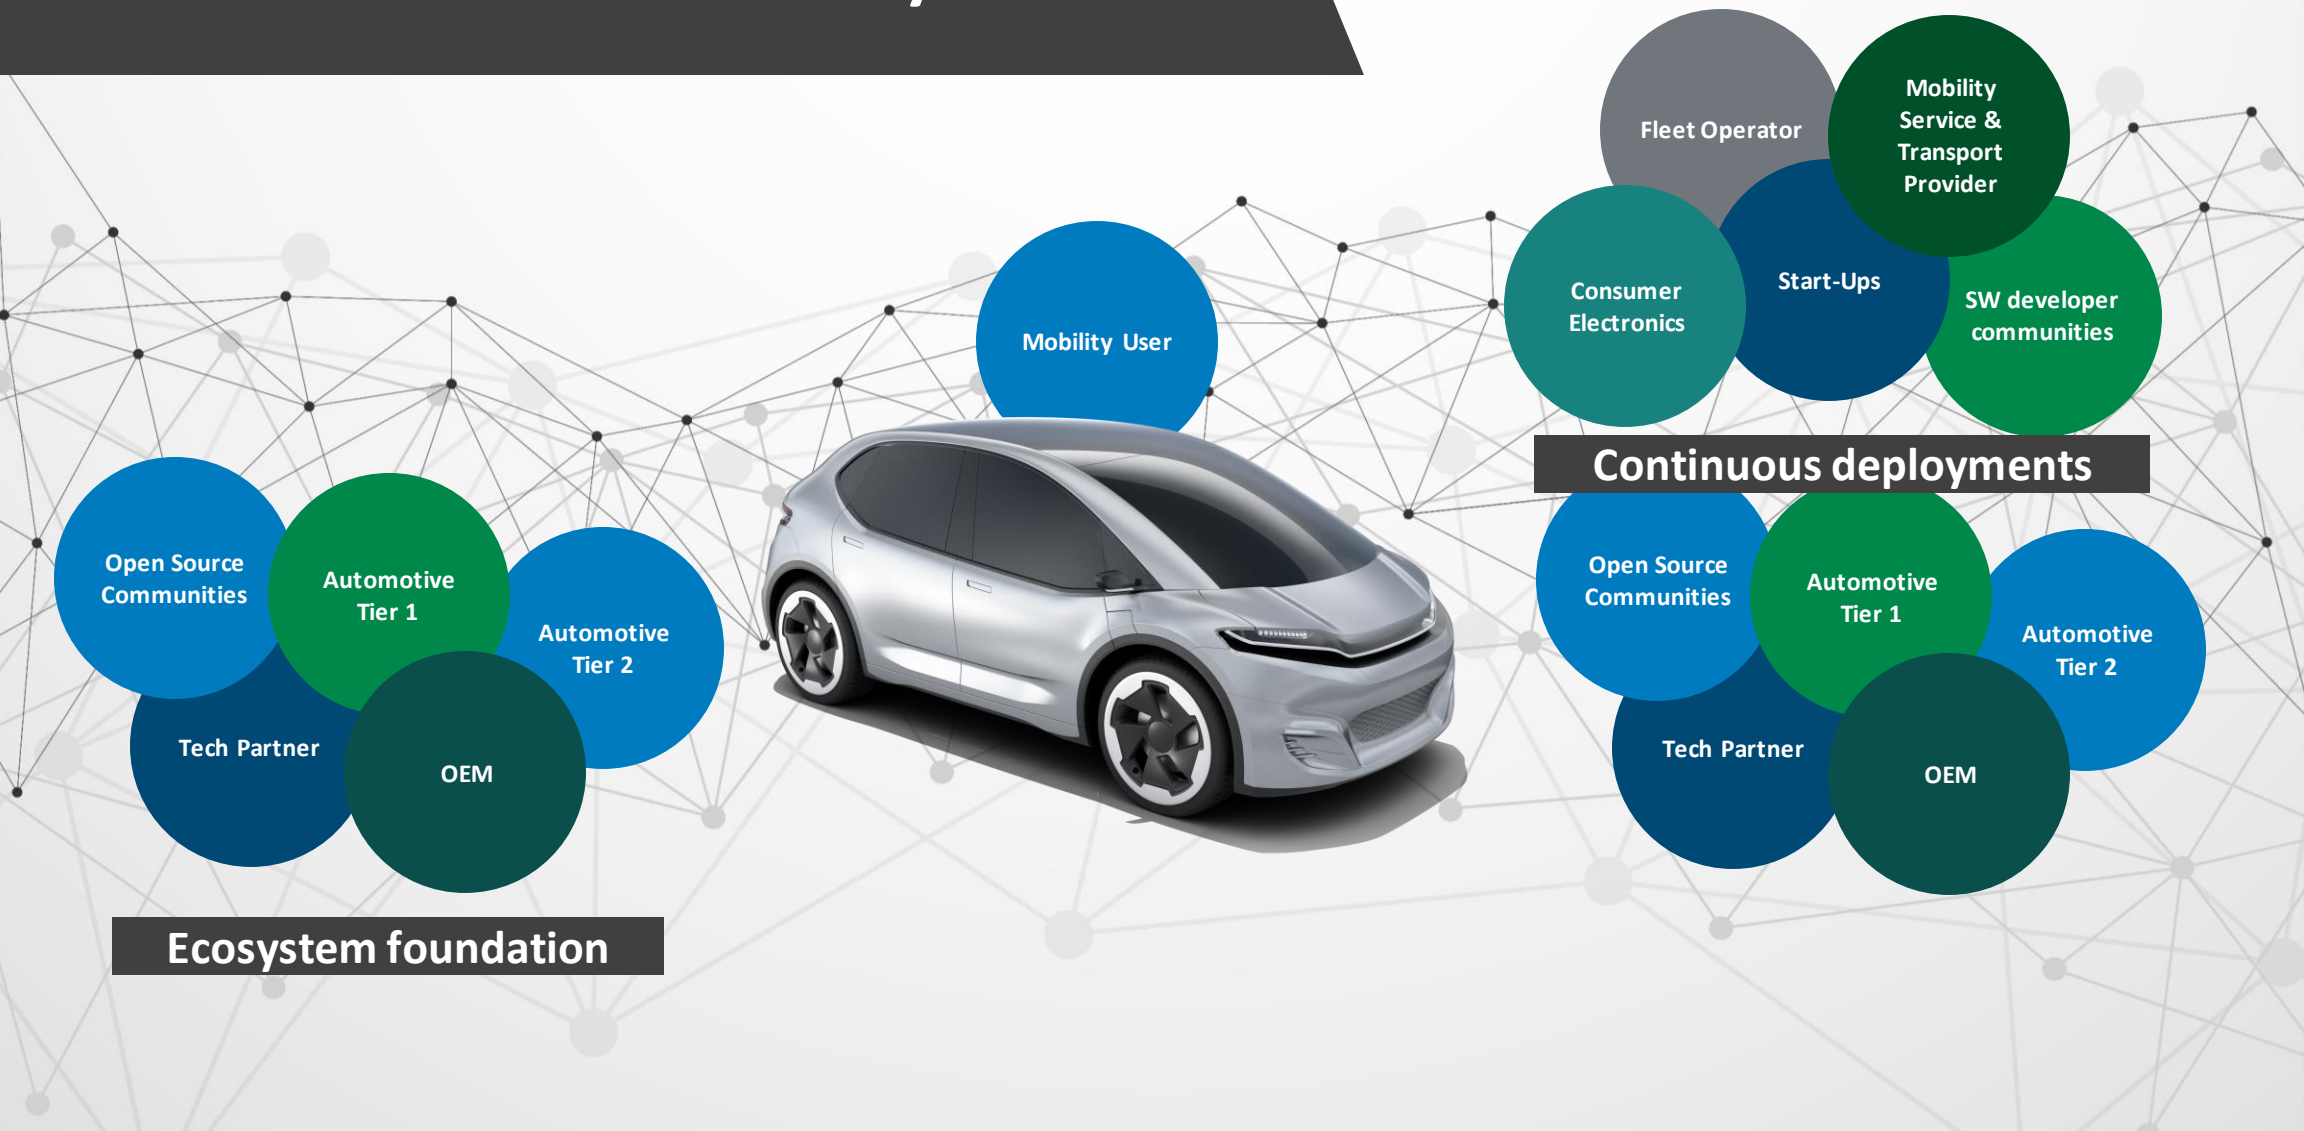 Fleet Operator
Mobility
Service &
Transport
Provider
Consumer
Electronics
Start-Ups
SW developer
communities
Mobility User
Continuous deployments
Open Source
Communities
Automotive
Tier 1
Automotive
Tier 2
Tech Partner
OEM
Ecosystem foundation
Open Source
Communities
Automotive
Tier 1
Automotive
Tier 2
Tech Partner
OEM